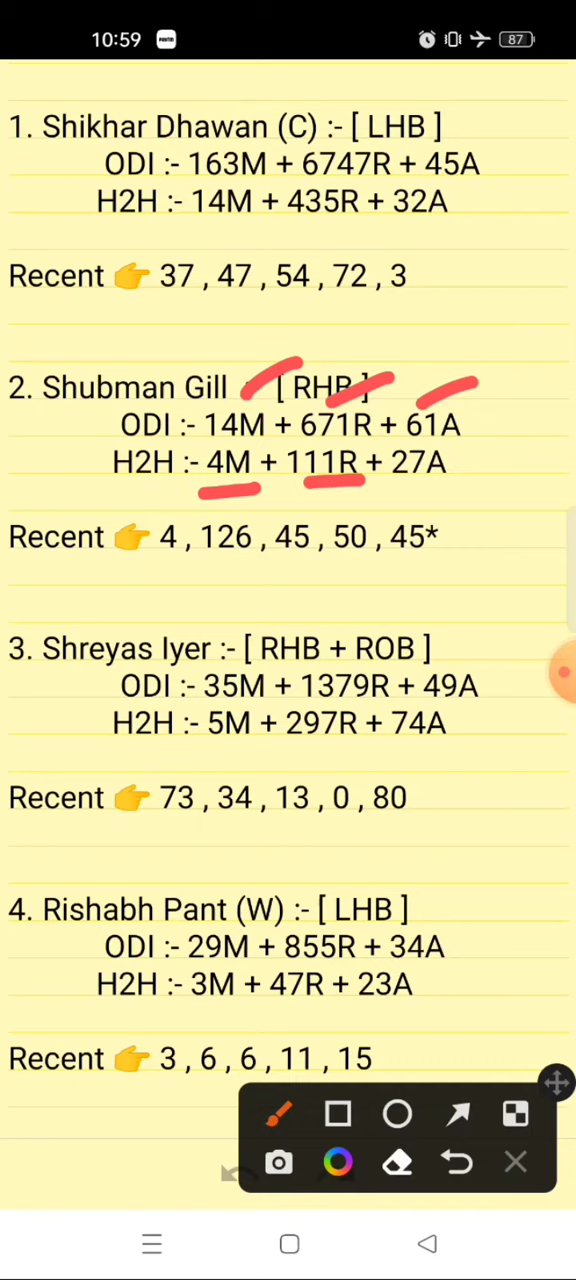 10:59
Paytm
87
1. Shikhar Dhawan (C) :- [ LHB ]
ODI :- 163M + 6747R + 45A
H2H :- 14M + 435R + 32A
Recent 👉 37 , 47 , 54 , 72 , 3
2. Shubman Gill :- [ RHB ]
ODI :- 14M + 671R + 61A
H2H :- 4M + 111R + 27A
Recent 👉 4 , 126 , 45 , 50 , 45*
3. Shreyas Iyer :- [ RHB + ROB ]
ODI :- 35M + 1379R + 49A
H2H :- 5M + 297R + 74A
Recent 👉 73 , 34 , 13 , 0 , 80
4. Rishabh Pant (W) :- [ LHB ]
ODI :- 29M + 855R + 34A
H2H :- 3M + 47R + 23A
Recent 👉 3 , 6 , 6 , 11 , 15